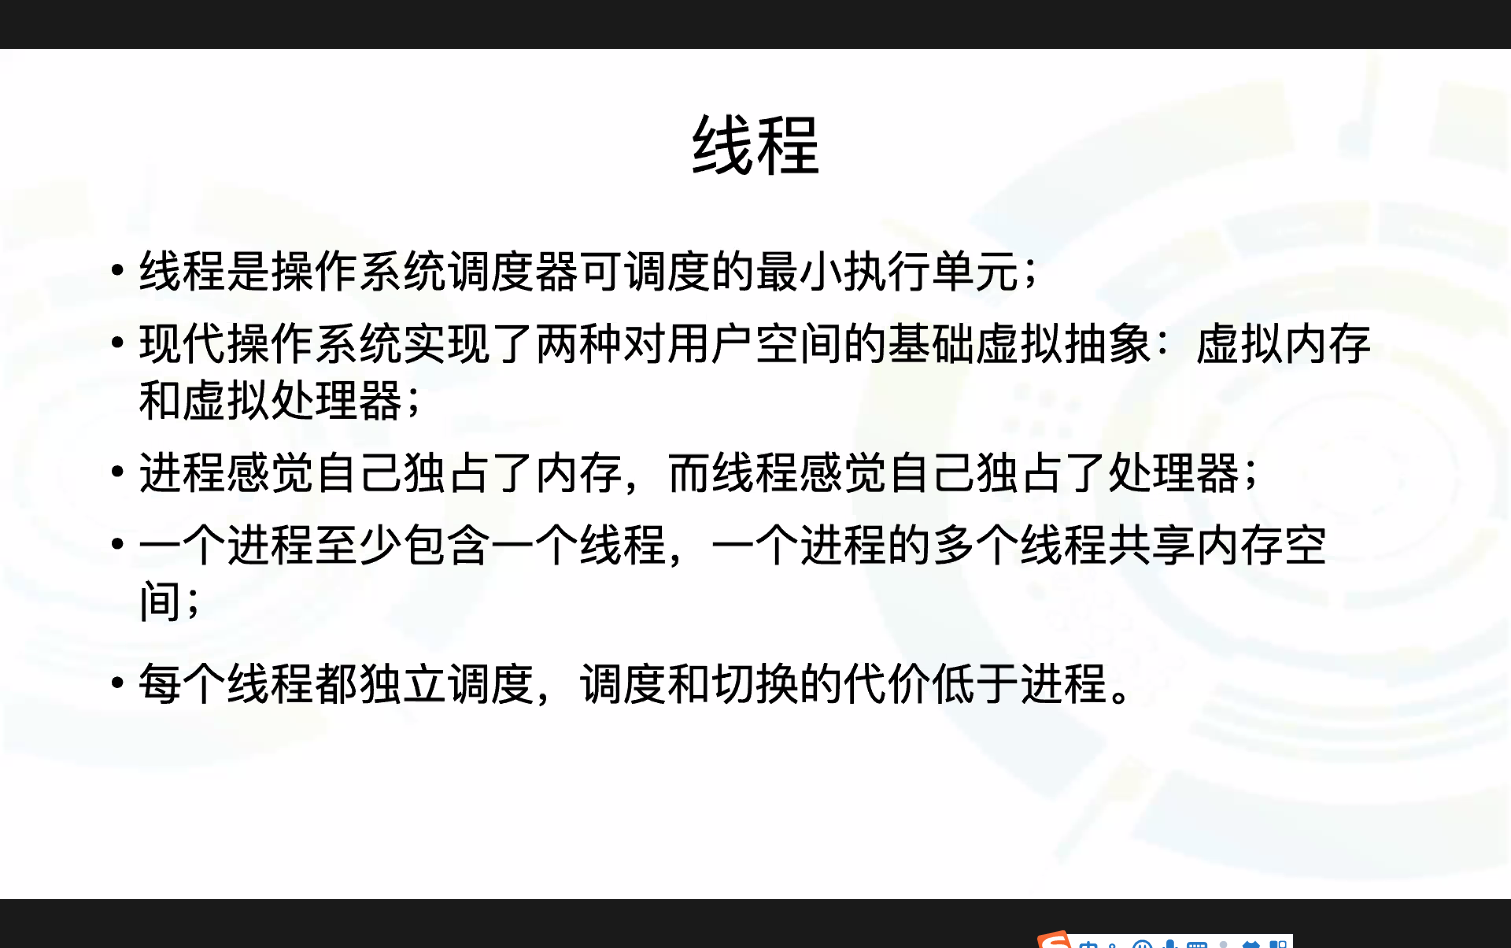 线程
• 线程是操作系统调度器可调度的最小执行单元；
• 现代操作系统实现了两种对用户空间的基础虚拟抽象：虚拟内存
和虚拟处理器；
• 进程感觉自己独占了内存，而线程感觉自己独占了处理器；
• 一个进程至少包含一个线程，一个进程的多个线程共享内存空
间；
• 每个线程都独立调度，调度和切换的代价低于进程。
中